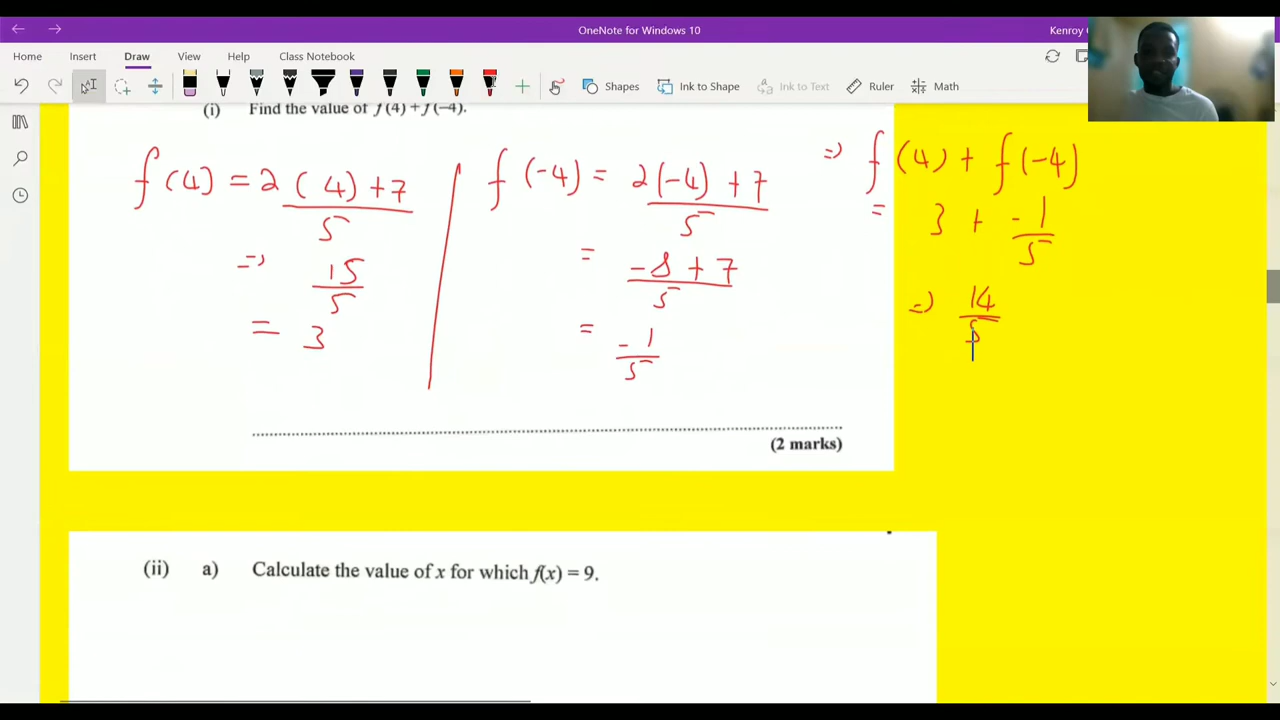 OneNote for Windows 10
Kenroy
Home Insert Draw View Help Class Notebook
Shapes Ink to Shape Ink to Text Ruler Math
(i) Find the value of f(4) + f(−4).
f(4) = 2(4)+7
5
=> 15
5
= 3
f(-4) = 2(-4) + 7
5
= -8 + 7
5
= -1
5
=> f(4) + f(-4)
= 3 + -1
5
=> 14
5
(2 marks)
(ii) a) Calculate the value of x for which f(x) = 9.